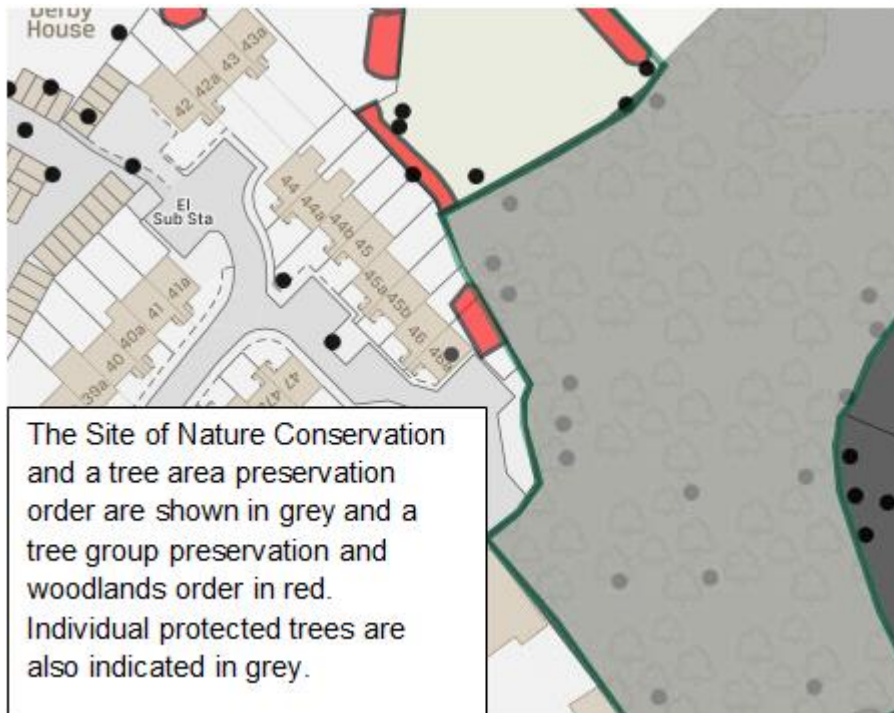 Derby
House
42
42a
43
43a
El
Sub Sta
44
44a
44b
45
45a
45b
46
46a
41a
41
40a
40
39a
47
The Site of Nature Conservation
and a tree area preservation
order are shown in grey and a
tree group preservation and
woodlands order in red.
Individual protected trees are
also indicated in grey.